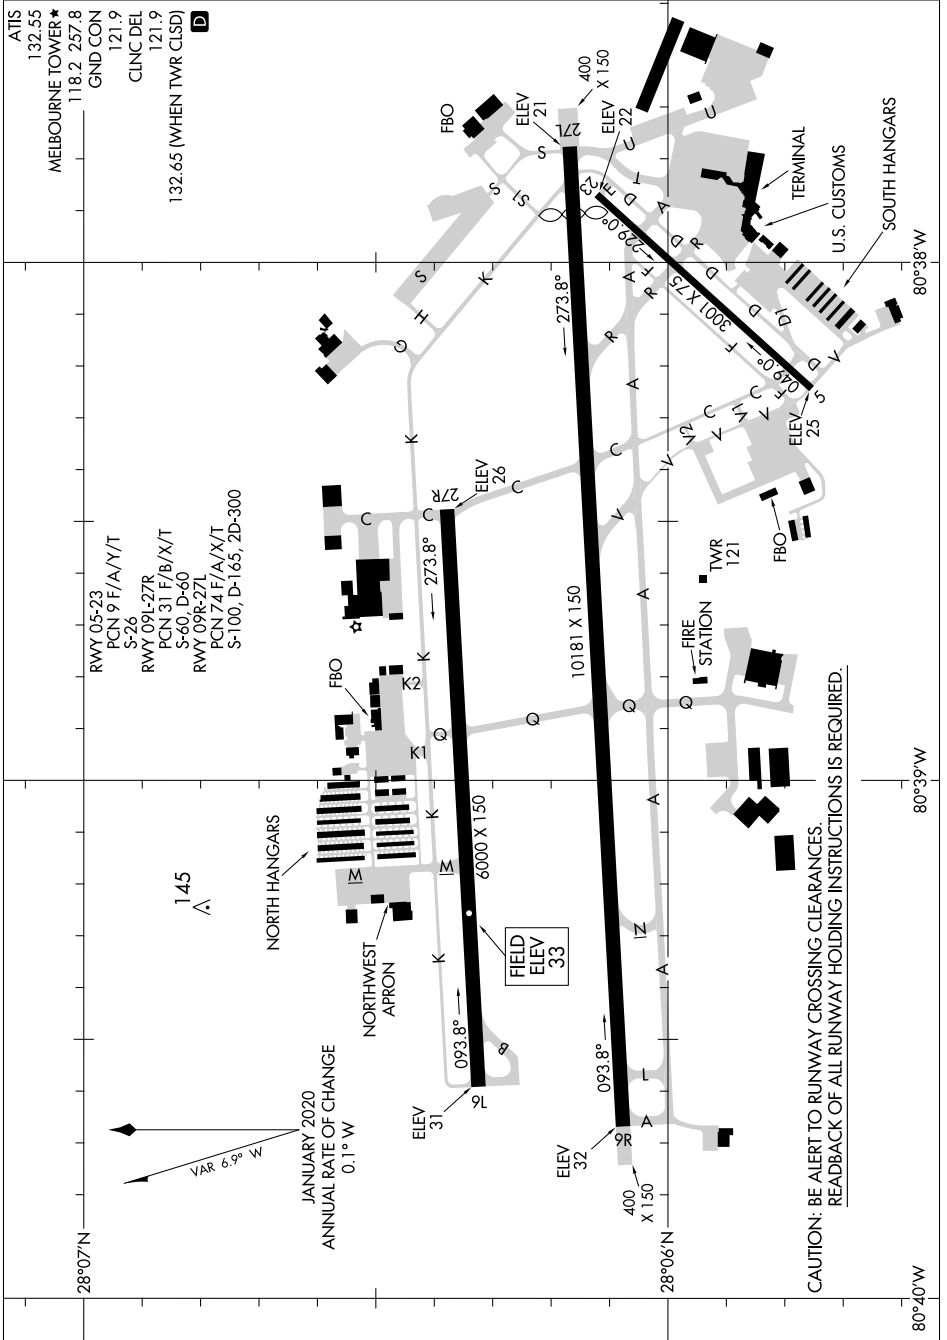 ATIS
132.55
MELBOURNE TOWER★
118.2 257.8
GND CON
121.9
CLNC DEL
121.9
132.65 (WHEN TWR CLSD)
D
RWY 05-23
PCN 9 F/A/Y/T
S-26
RWY 09L-27R
PCN 31 F/B/X/T
S-60, D-60
RWY 09R-27L
PCN 74 F/A/X/T
S-100, D-165, 2D-300
28°07'N
VAR 6.9° W
JANUARY 2020
ANNUAL RATE OF CHANGE
0.1° W
145
NORTH HANGARS
NORTHWEST
APRON
FBO
M
M
K
K
K
K
K
K1
K2
C
C
G
H
K
S
S
S
S1
FBO
9L
ELEV
31
093.8°
B
FIELD
ELEV
33
6000 X 150
Q
Q
Q
Q
273.8°
27R
ELEV
26
C
C
ELEV
21
27L
400
X 150
ELEV
22
23
E
9R
ELEV
32
400
X 150
093.8°
10181 X 150
273.8°
A
L
A
N
A
A
A
A
A
V
V
V2
V
V1
V
C
C
R
R
R
F
F
F
D
D
D
D
D
D1
T
U
U
V
229.0°
3001 X 75
049.0°
5
ELEV
25
TWR
121
FIRE
STATION
FBO
TERMINAL
U.S. CUSTOMS
SOUTH HANGARS
28°06'N
CAUTION: BE ALERT TO RUNWAY CROSSING CLEARANCES.
READBACK OF ALL RUNWAY HOLDING INSTRUCTIONS IS REQUIRED.
80°40'W
80°39'W
80°38'W